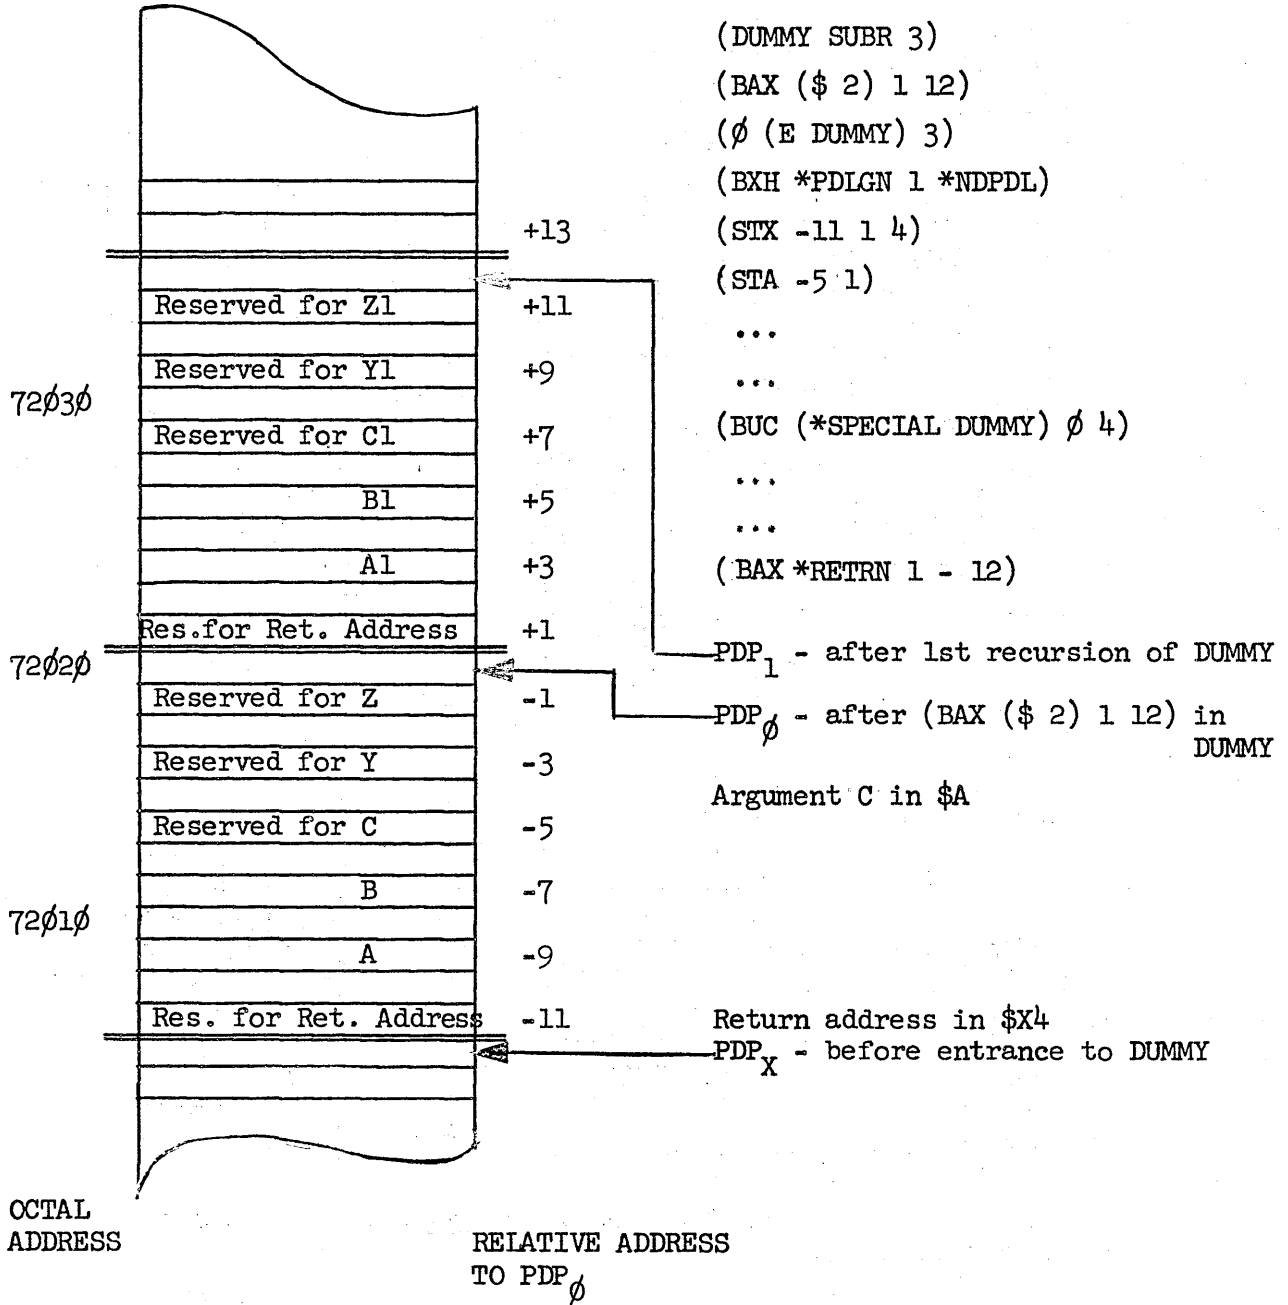 (DUMMY SUBR 3)
(BAX ($ 2) 1 12)
(Ø (E DUMMY) 3)
(BXH *PDLGN 1 *NDPDL)
+13
(STX -11 1 4)
(STA -5 1)
Reserved for Z1
+11
...
Reserved for Y1
+9
...
72Ø3Ø
Reserved for C1
+7
(BUC (*SPECIAL DUMMY) Ø 4)
...
B1
+5
...
A1
+3
(BAX *RETRN 1 - 12)
Res.for Ret. Address
+1
72Ø2Ø
PDP1 - after 1st recursion of DUMMY
Reserved for Z
-1
PDPØ - after (BAX ($ 2) 1 12) in
DUMMY
Reserved for Y
-3
Argument C in $A
Reserved for C
-5
B
-7
72Ø1Ø
A
-9
Res. for Ret. Address
-11
Return address in $X4
PDPX - before entrance to DUMMY
OCTAL
ADDRESS
RELATIVE ADDRESS
TO PDPØ